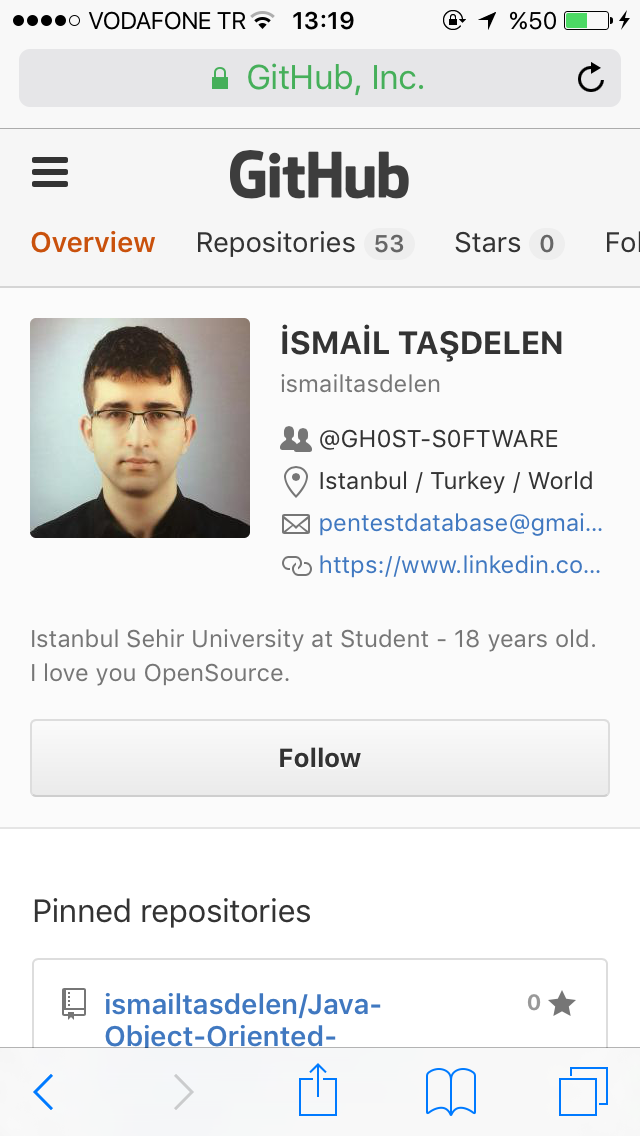 VODAFONE TR 13:19 %50
GitHub, Inc.
GitHub
Overview Repositories 53 Stars 0 Fol
İSMAİL TAŞDELEN
ismailtasdelen
@GH0ST-S0FTWARE
Istanbul / Turkey / World
pentestdatabase@gmai...
https://www.linkedin.co...
Istanbul Sehir University at Student - 18 years old.
I love you OpenSource.
Follow
Pinned repositories
ismailtasdelen/Java- 0
Object-Oriented-